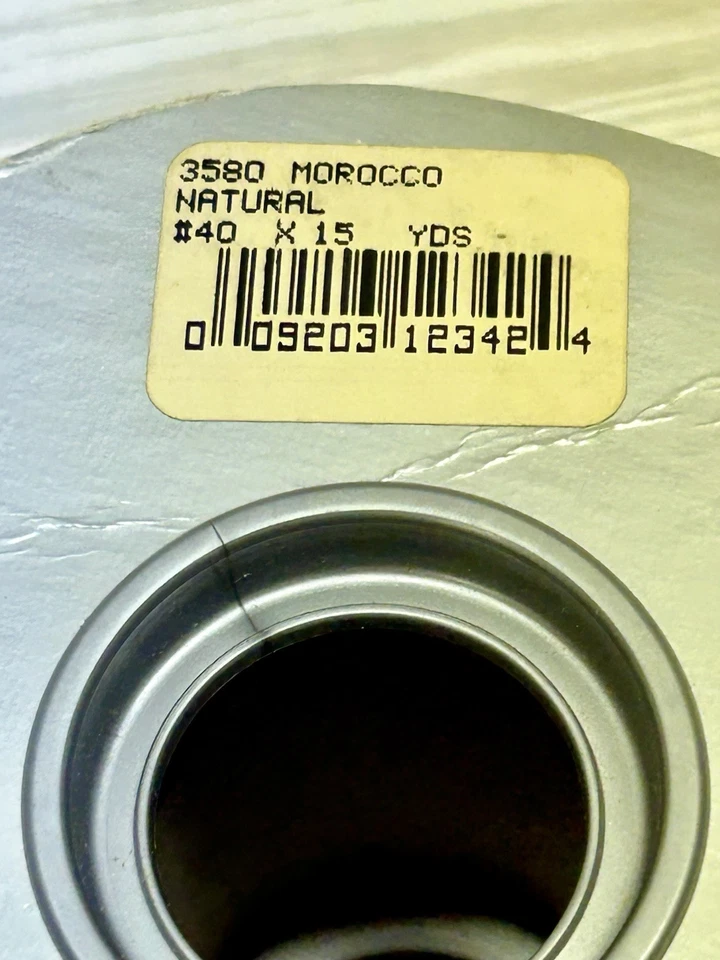 3580 MOROCCO
NATURAL
#40 X 15 YDS -
0 09203 12342 4